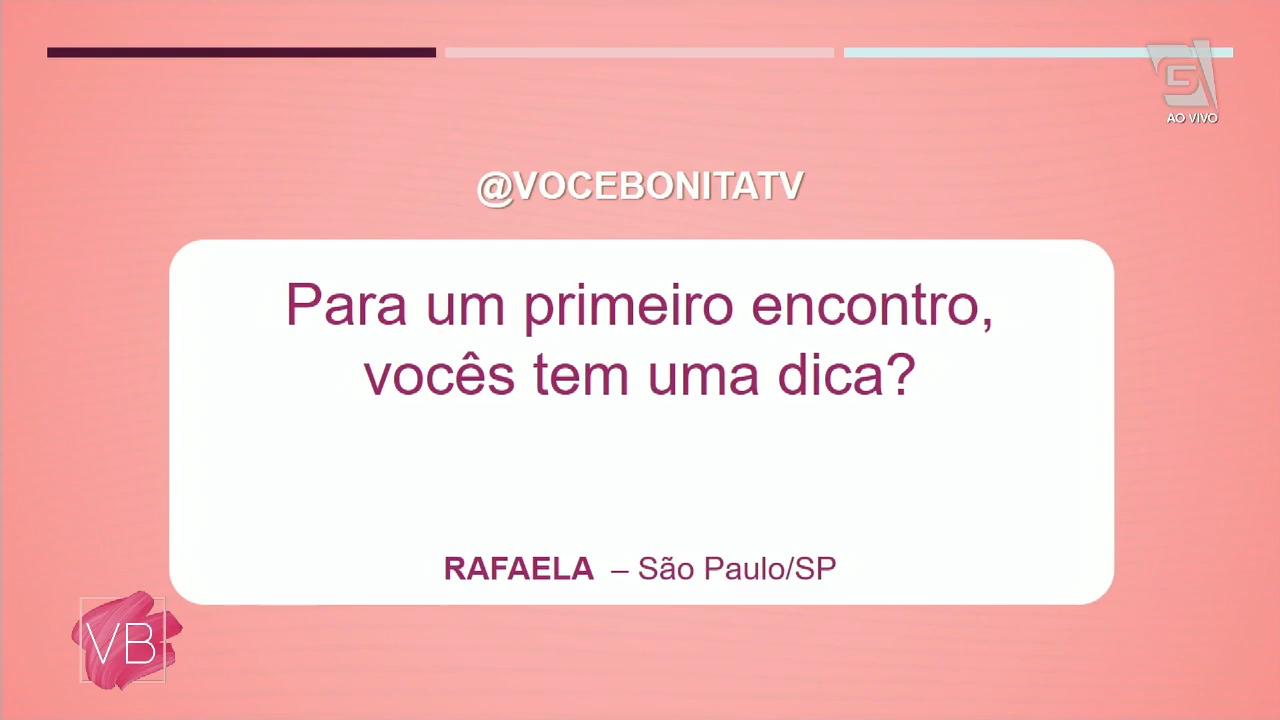 AO VIVO
@VOCEBONITATV
Para um primeiro encontro,
vocês tem uma dica?
RAFAELA – São Paulo/SP
VB